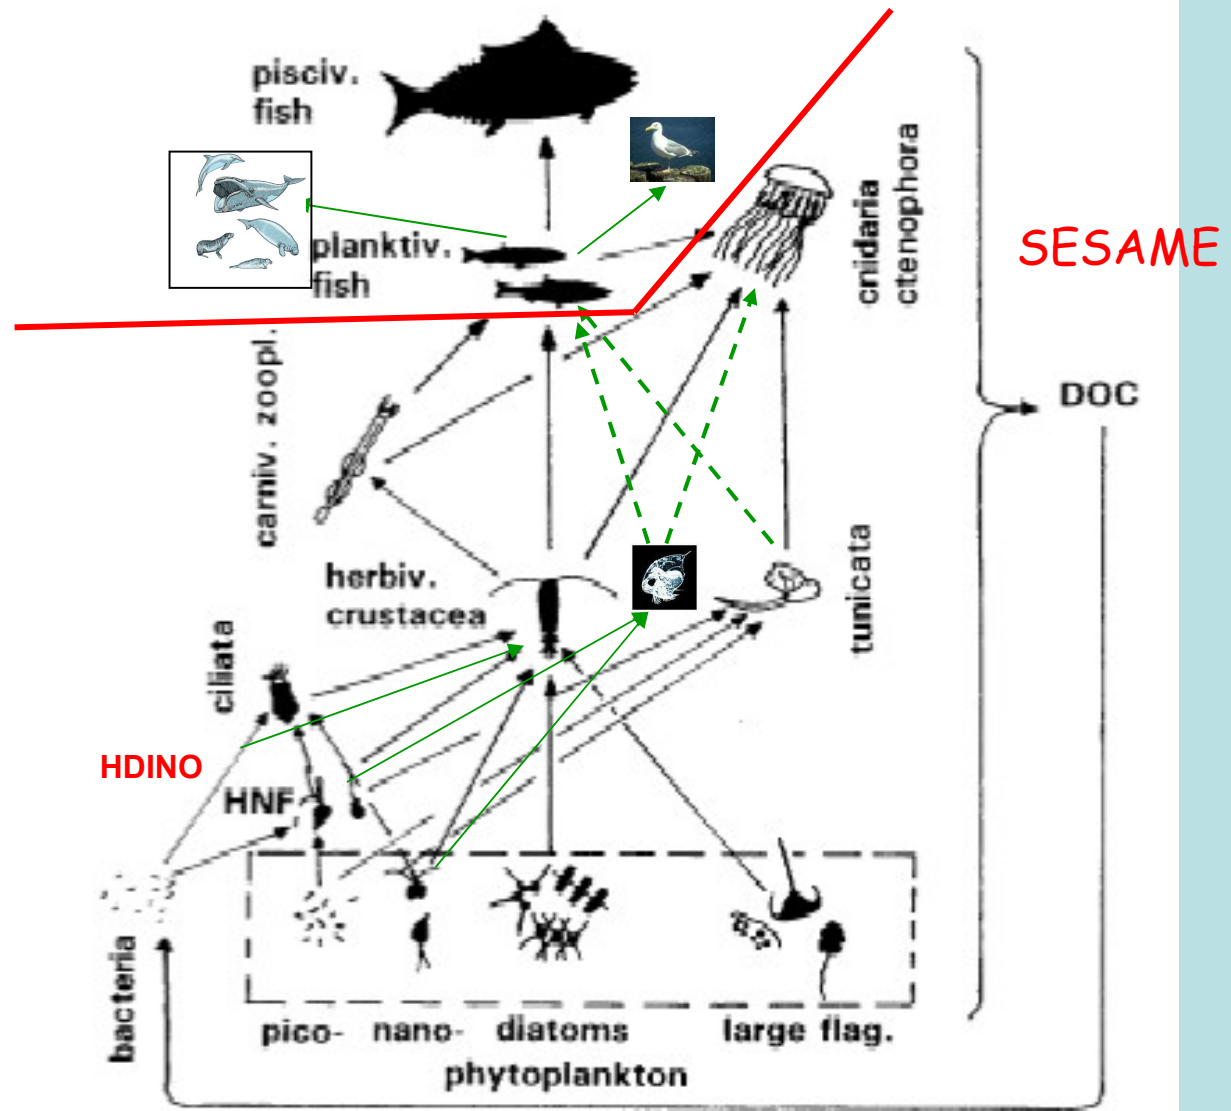 pisciv.
fish
planktiv.
fish
cnidaria
ctenophora
SESAME
carniv. zoopl.
DOC
herbiv.
crustacea
tunicata
ciliata
HDINO
HNF
bacteria
pico- nano- diatoms large flag.
phytoplankton